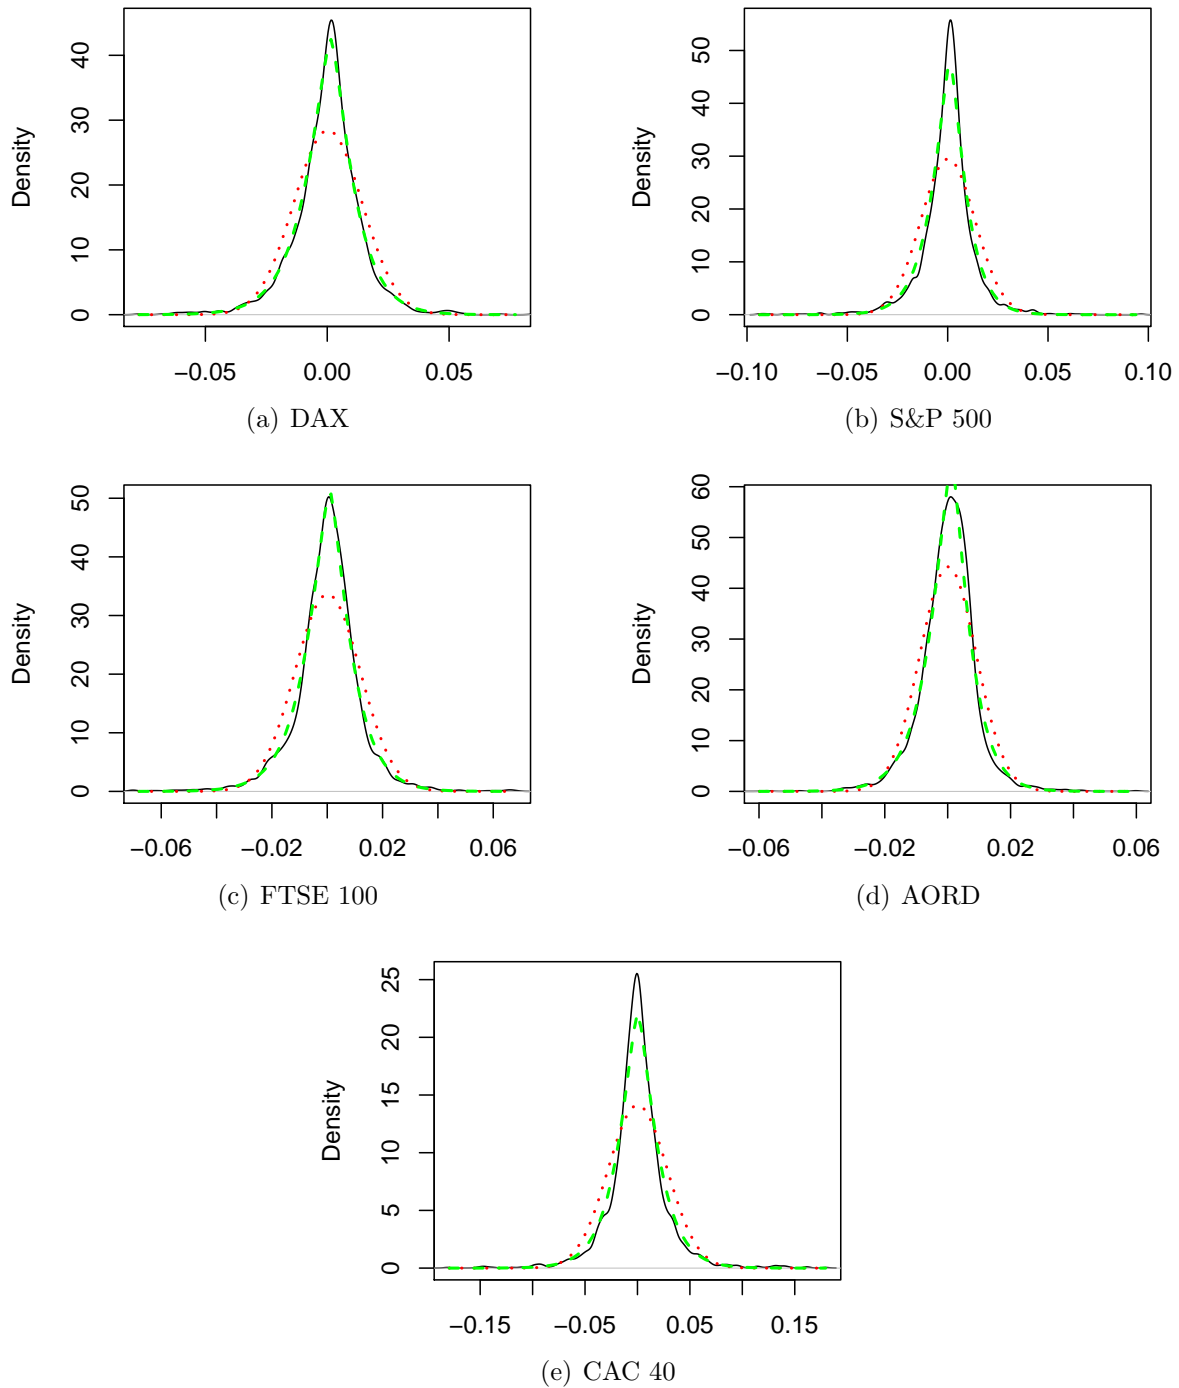 Density
0 10 20 30 40
−0.05 0.00 0.05
(a) DAX
Density
0 10 20 30 40 50
−0.10 −0.05 0.00 0.05 0.10
(b) S&P 500
Density
0 10 20 30 40 50
−0.06 −0.02 0.02 0.06
(c) FTSE 100
Density
0 10 20 30 40 50 60
−0.06 −0.02 0.02 0.06
(d) AORD
Density
0 5 10 15 20 25
−0.15 −0.05 0.05 0.15
(e) CAC 40